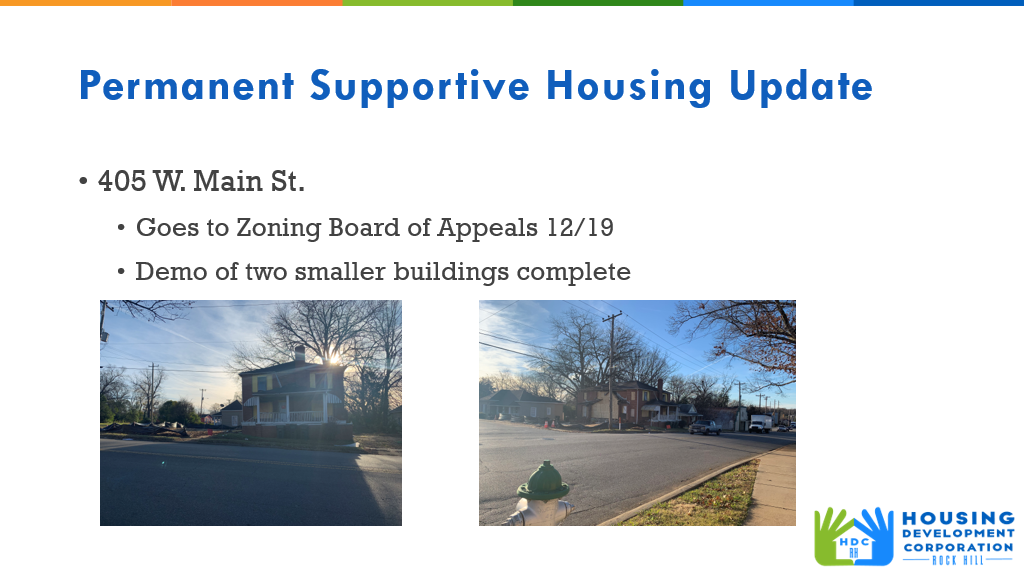 Permanent Supportive Housing Update
• 405 W. Main St.
• Goes to Zoning Board of Appeals 12/19
• Demo of two smaller buildings complete
HDC
RH
HOUSING
DEVELOPMENT
CORPORATION
ROCK HILL